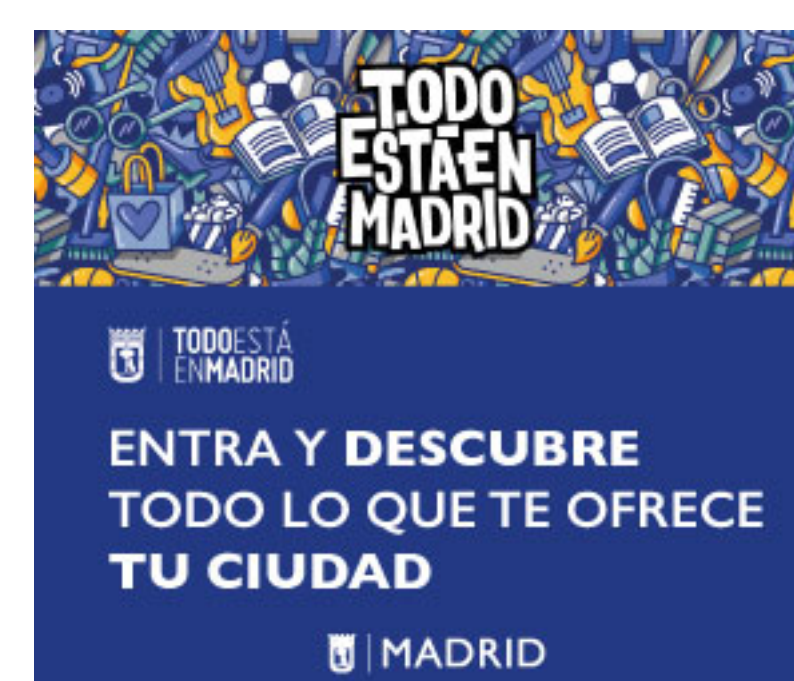 TODO
ESTÁ EN
MADRID
TODOESTÁ
ENMADRID
ENTRA Y DESCUBRE
TODO LO QUE TE OFRECE
TU CIUDAD
MADRID